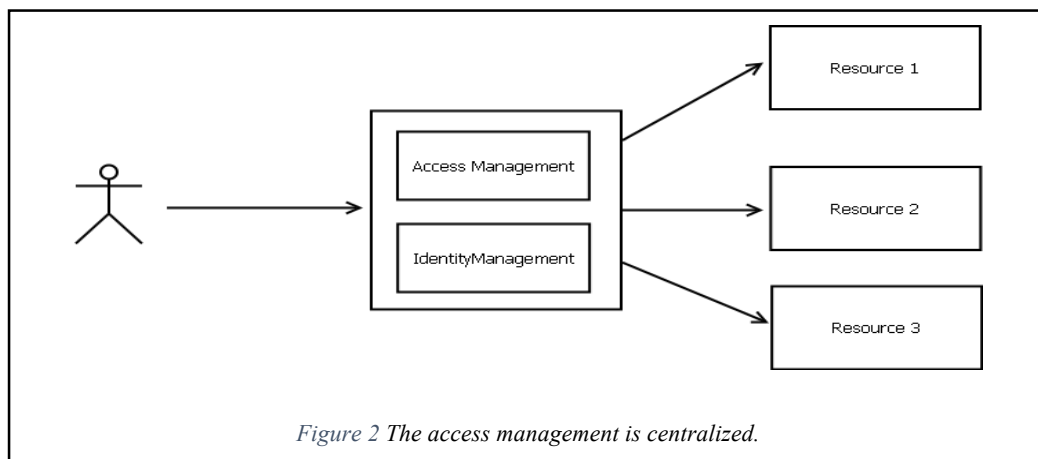 Resource 1
Access Management
Resource 2
IdentityManagement
Resource 3
Figure 2 The access management is centralized.